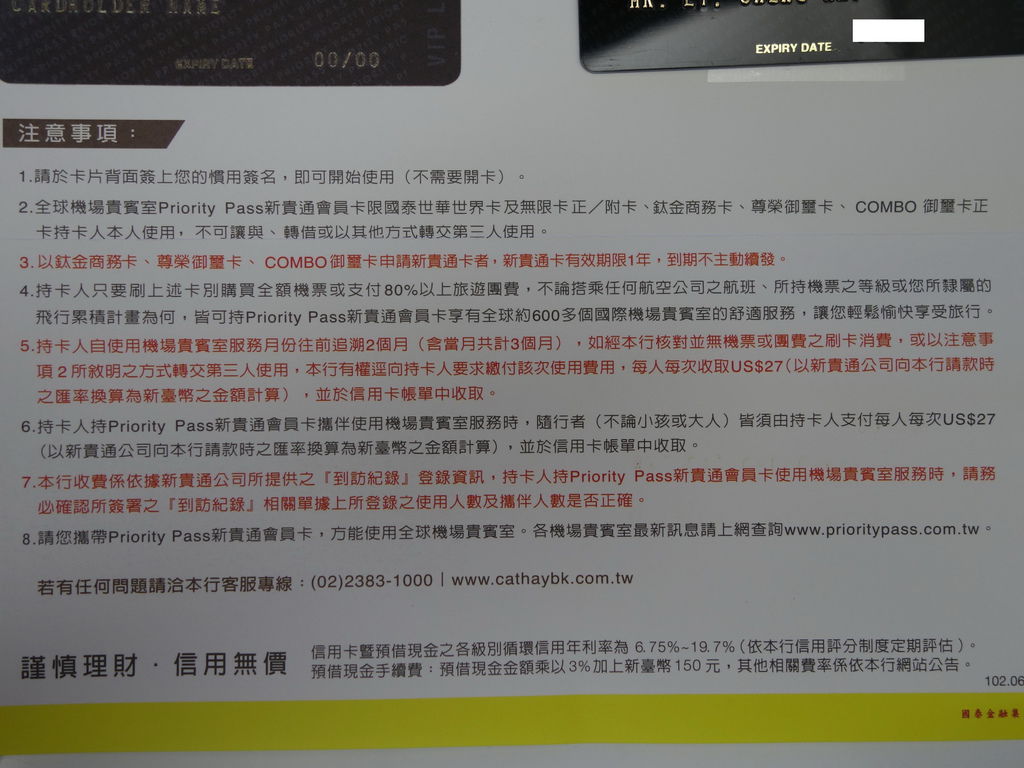 CARDHOLDER NAME
EXPIRY DATE 00/00
VIP
EXPIRY DATE
注意事項：
1.請於卡片背面簽上您的慣用簽名，即可開始使用（不需要開卡）。
2.全球機場貴賓室Priority Pass新貴通會員卡限國泰世華世界卡及無限卡正／附卡、鈦金商務卡、尊榮御璽卡、COMBO 御璽卡正
卡持卡人本人使用，不可讓與、轉借或以其他方式轉交第三人使用。
3.以鈦金商務卡、尊榮御璽卡、COMBO御璽卡申請新貴通卡者，新貴通卡有效期限1年，到期不主動續發。
4.持卡人只要刷上述卡別購買全額機票或支付80%以上旅遊團費，不論搭乘任何航空公司之航班、所持機票之等級或您所隸屬的
飛行累積計畫為何，皆可持Priority Pass新貴通會員卡享有全球約600多個國際機場貴賓室的舒適服務，讓您輕鬆愉快享受旅行。
5.持卡人自使用機場貴賓室服務月份往前追溯2個月（含當月共計3個月），如經本行核對並無機票或團費之刷卡消費，或以注意事
項2所敘明之方式轉交第三人使用，本行有權逕向持卡人要求繳付該次使用費用，每人每次收取US$27(以新貴通公司向本行請款時
之匯率換算為新臺幣之金額計算），並於信用卡帳單中收取。
6.持卡人持Priority Pass新貴通會員卡攜伴使用機場貴賓室服務時，隨行者（不論小孩或大人）皆須由持卡人支付每人每次US$27
（以新貴通公司向本行請款時之匯率換算為新臺幣之金額計算），並於信用卡帳單中收取。
7.本行收費係依據新貴通公司所提供之『到訪紀錄』登錄資訊，持卡人持Priority Pass新貴通會員卡使用機場貴賓室服務時，請務
必確認所簽署之『到訪紀錄』相關單據上所登錄之使用人數及攜伴人數是否正確。
8.請您攜帶Priority Pass新貴通會員卡，方能使用全球機場貴賓室。各機場貴賓室最新訊息請上網查詢www.prioritypass.com.tw。
若有任何問題請洽本行客服專線：(02)2383-1000｜www.cathaybk.com.tw
謹慎理財．信用無價
信用卡暨預借現金之各級別循環信用年利率為 6.75%~19.7%(依本行信用評分制度定期評估)。
預借現金手續費：預借現金金額乘以3%加上新臺幣150元，其他相關費率係依本行網站公告。
102.06
國泰金融集